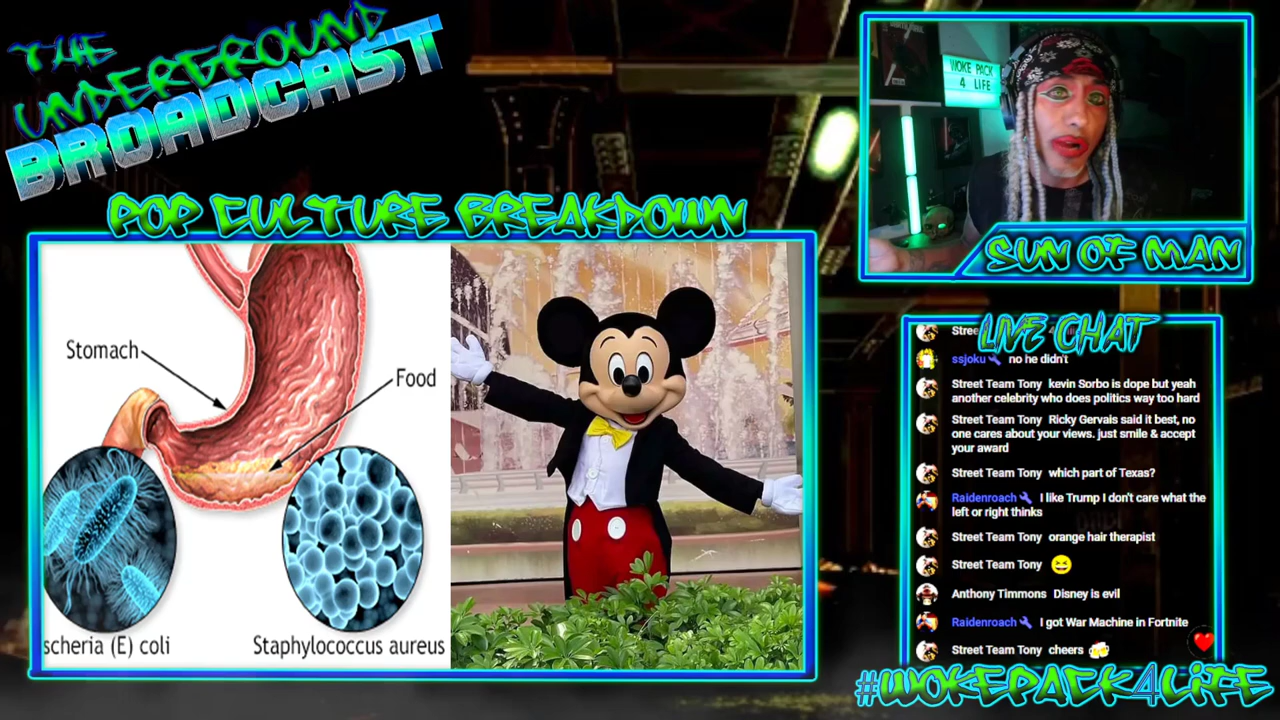 THE
UNDERGROUND
BROADCAST
POP CULTURE BREAKDOWN
Stomach
Food
scheria (E) coli
Staphylococcus aureus
WOKE PACK
4 LIFE
SUN OF MAN
LIVE CHAT
Stree
ssjoku no he didn't
Street Team Tony kevin Sorbo is dope but yeah
another celebrity who does politics way too hard
Street Team Tony Ricky Gervais said it best, no
one cares about your views. just smile & accept
your award
Street Team Tony which part of Texas?
Raidenroach I like Trump I don't care what the
left or right thinks
Street Team Tony orange hair therapist
Street Team Tony 😆
Anthony Timmons Disney is evil
Raidenroach I got War Machine in Fortnite
Street Team Tony cheers 🍻
#WOKEPACK4LIFE